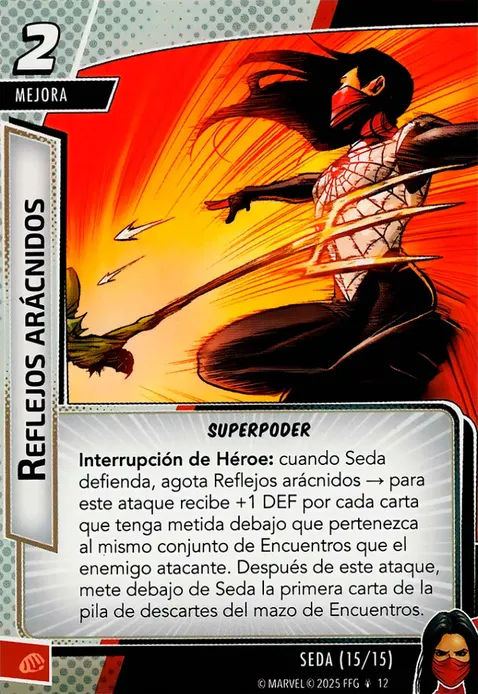 2
MEJORA
REFLEJOS ARÁCNIDOS
SUPERPODER
Interrupción de Héroe: cuando Seda
defienda, agota Reflejos arácnidos → para
este ataque recibe +1 DEF por cada carta
que tenga metida debajo que pertenezca
al mismo conjunto de Encuentros que el
enemigo atacante. Después de este ataque,
mete debajo de Seda la primera carta de la
pila de descartes del mazo de Encuentros.
SEDA (15/15)
© MARVEL © 2025 FFG 12